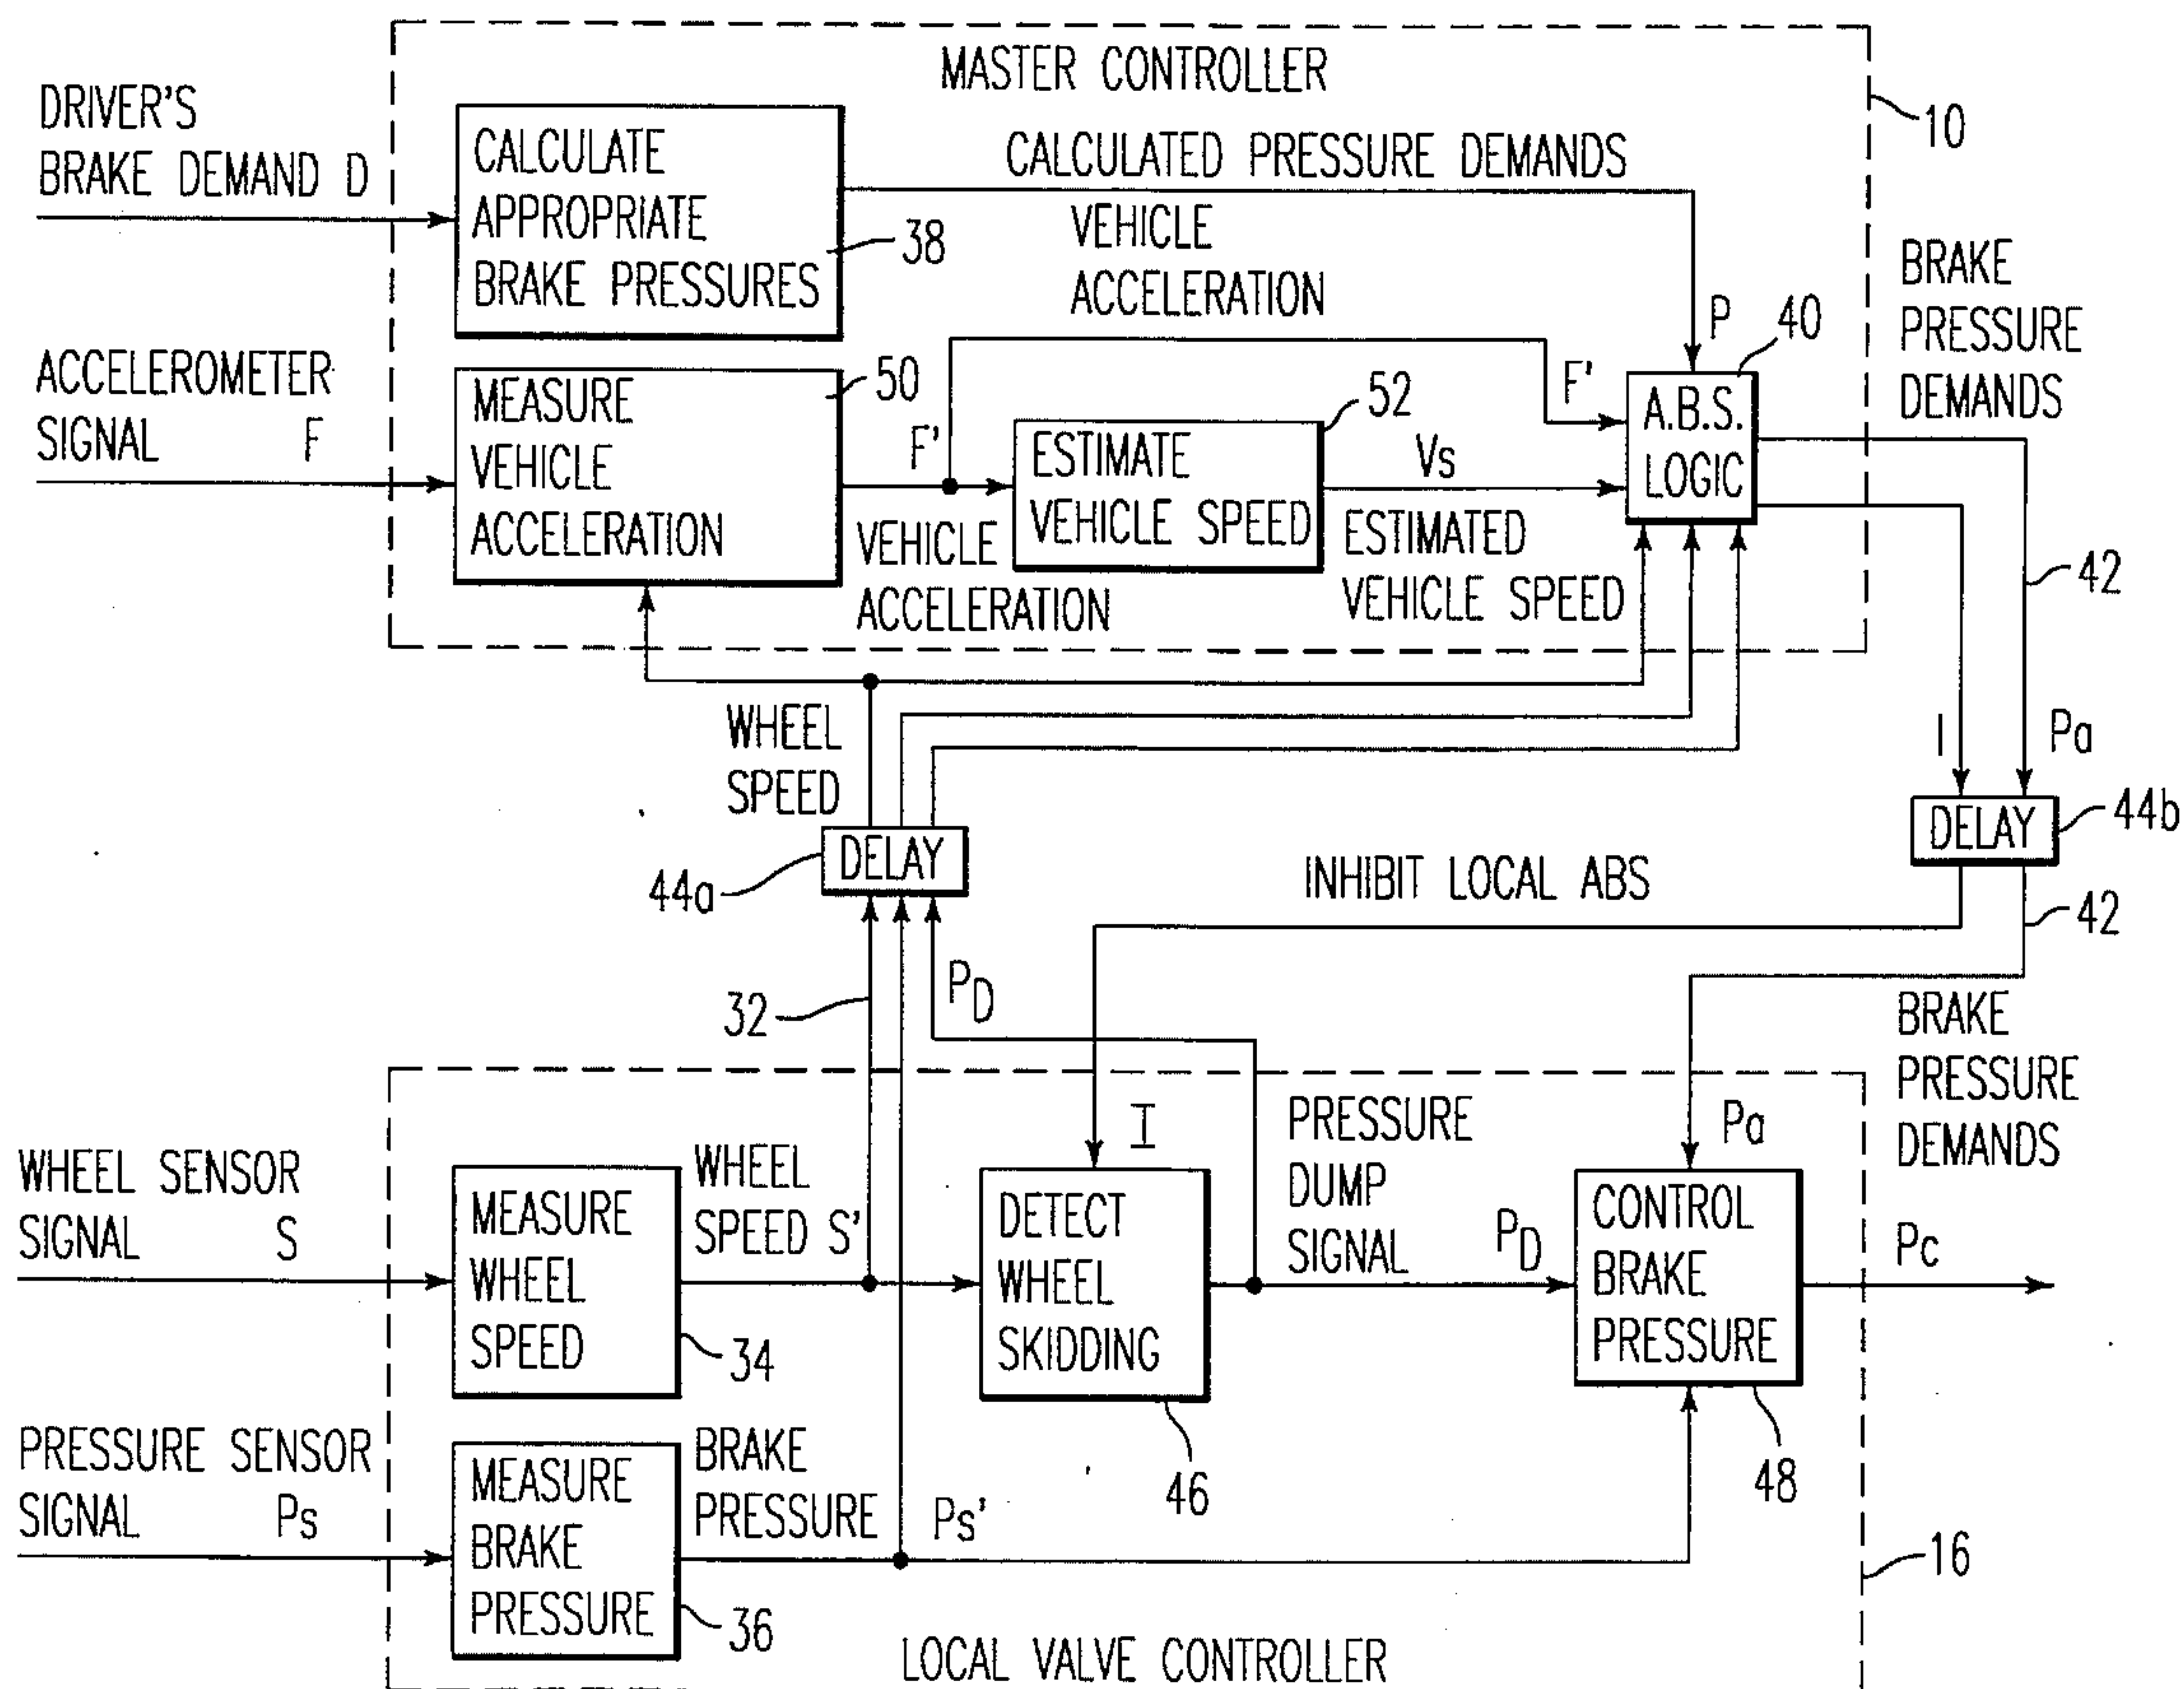 MASTER CONTROLLER
10
DRIVER'S
BRAKE DEMAND D
CALCULATE
APPROPRIATE
BRAKE PRESSURES
38
CALCULATED PRESSURE DEMANDS
VEHICLE
ACCELERATION
P
40
BRAKE
PRESSURE
DEMANDS
ACCELEROMETER
SIGNAL F
MEASURE
VEHICLE
ACCELERATION
50
F'
VEHICLE
ACCELERATION
ESTIMATE
VEHICLE SPEED
52
F'
Vs
ESTIMATED
VEHICLE SPEED
A.B.S.
LOGIC
42
WHEEL
SPEED
I
Pa
DELAY
44a
DELAY
44b
INHIBIT LOCAL ABS
42
32
PD
BRAKE
PRESSURE
DEMANDS
I
Pa
WHEEL SENSOR
SIGNAL S
MEASURE
WHEEL
SPEED
34
WHEEL
SPEED S'
DETECT
WHEEL
SKIDDING
46
PRESSURE
DUMP
SIGNAL
PD
CONTROL
BRAKE
PRESSURE
48
Pc
PRESSURE SENSOR
SIGNAL Ps
MEASURE
BRAKE
PRESSURE
36
BRAKE
PRESSURE
Ps'
16
LOCAL VALVE CONTROLLER